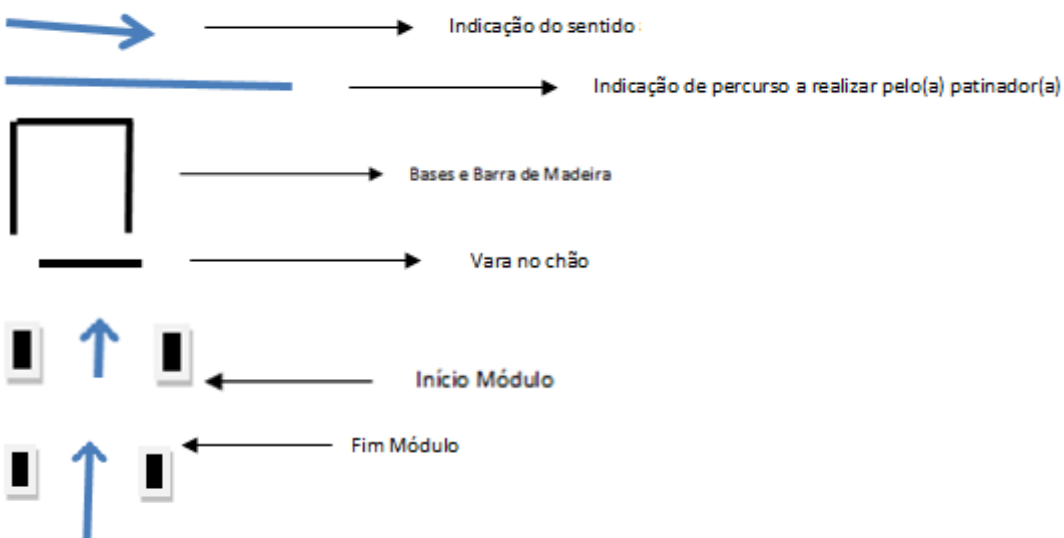 Indicação do sentido
Indicação de percurso a realizar pelo(a) patinador(a)
Bases e Barra de Madeira
Vara no chão
Início Módulo
Fim Módulo